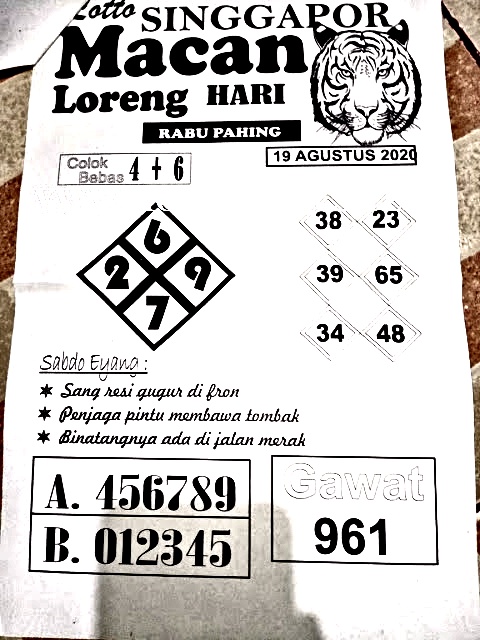 Lotto SINGGAPOR
Macan
Loreng HARI
RABU PAHING
19 AGUSTUS 2020
Colok
Bebas 4 + 6
6
2 9
7
38 23
39 65
34 48
Sabdo Eyang :
✶ Sang resi gugur di fron
✶ Penjaga pintu membawa tombak
✶ Binatangnya ada di jalan merak
A. 456789
B. 012345
Gawat
961